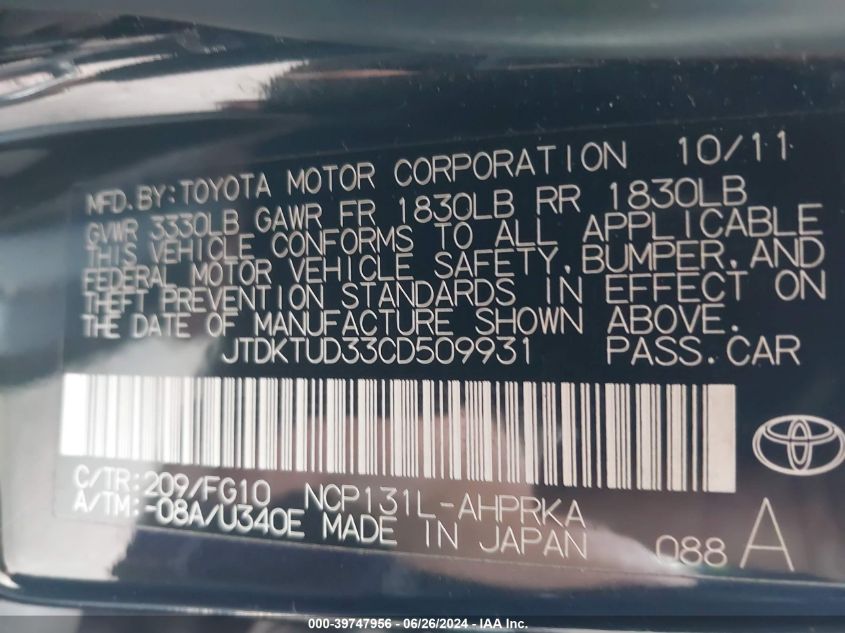 MFD.BY:TOYOTA MOTOR CORPORATION 10/11
GVWR 3330LB GAWR FR 1830LB RR 1830LB
THIS VEHICLE CONFORMS TO ALL APPLICABLE
FEDERAL MOTOR VEHICLE SAFETY,BUMPER,AND
THEFT PREVENTION STANDARDS IN EFFECT ON
THE DATE OF MANUFACTURE SHOWN ABOVE.
JTDKTUD33CD509931 PASS.CAR
C/TR:209/FG10 NCP131L-AHPRKA
A/TM:-08A/U340E MADE IN JAPAN 088 A
000-39747956 - 06/26/2024 - IAA Inc.